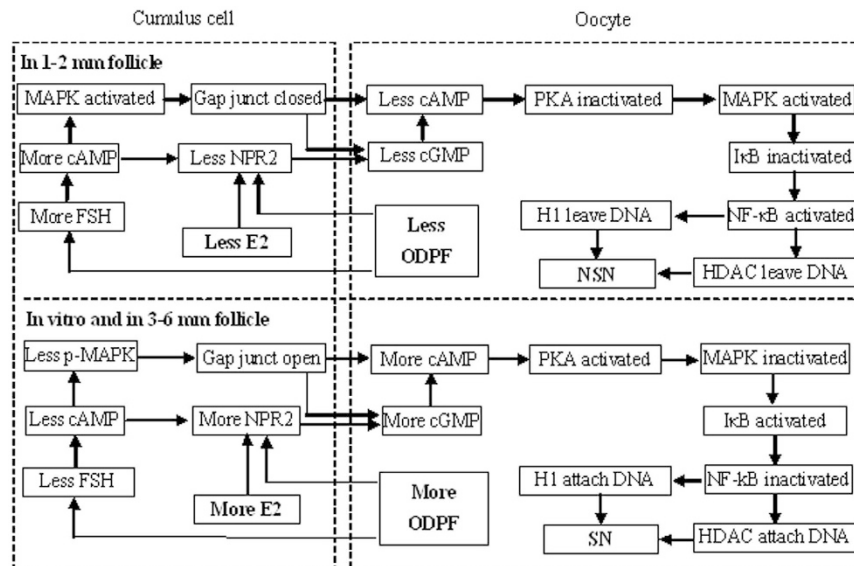 Cumulus cell
Oocyte
In 1-2 mm follicle
MAPK activated
Gap junct closed
Less cAMP
PKA inactivated
MAPK activated
More cAMP
Less NPR2
Less cGMP
IκB inactivated
More FSH
Less E2
Less
ODPF
H1 leave DNA
NF-κB activated
NSN
HDAC leave DNA
In vitro and in 3-6 mm follicle
Less p-MAPK
Gap junct open
More cAMP
PKA activated
MAPK inactivated
Less cAMP
More NPR2
More cGMP
IκB activated
Less FSH
More E2
More
ODPF
H1 attach DNA
NF-kB inactivated
SN
HDAC attach DNA